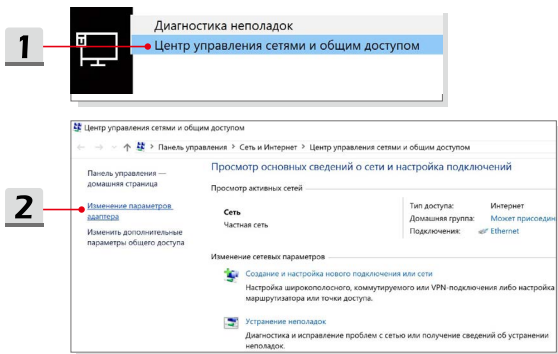 1
Диагностика неполадок
Центр управления сетями и общим доступом
Центр управления сетями и общим доступом
Панель управления > Сеть и Интернет > Центр управления сетями и общим доступом
2
Панель управления —
домашняя страница
Изменение параметров
адаптера
Изменить дополнительные
параметры общего доступа
Просмотр основных сведений о сети и настройка подключений
Просмотр активных сетей
Сеть
Частная сеть
Тип доступа: Интернет
Домашняя группа: Может присоедин
Подключения: Ethernet
Изменение сетевых параметров
Создание и настройка нового подключения или сети
Настройка широкополосного, коммутируемого или VPN-подключения либо настройка
маршрутизатора или точки доступа.
Устранение неполадок
Диагностика и исправление проблем с сетью или получение сведений об устранении
неполадок.